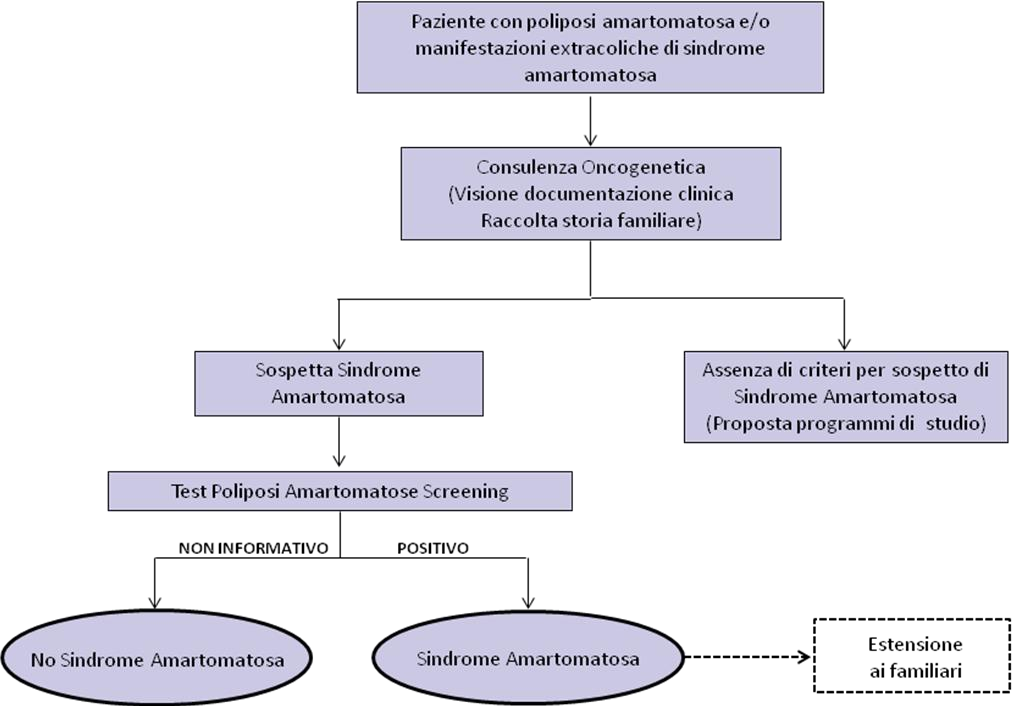 Paziente con poliposi amartomatosa e/o
manifestazioni extracoliche di sindrome
amartomatosa
Consulenza Oncogenetica
(Visione documentazione clinica
Raccolta storia familiare)
Sospetta Sindrome
Amartomatosa
Assenza di criteri per sospetto di
Sindrome Amartomatosa
(Proposta programmi di studio)
Test Poliposi Amartomatose Screening
NON INFORMATIVO
POSITIVO
No Sindrome Amartomatosa
Sindrome Amartomatosa
Estensione
ai familiari